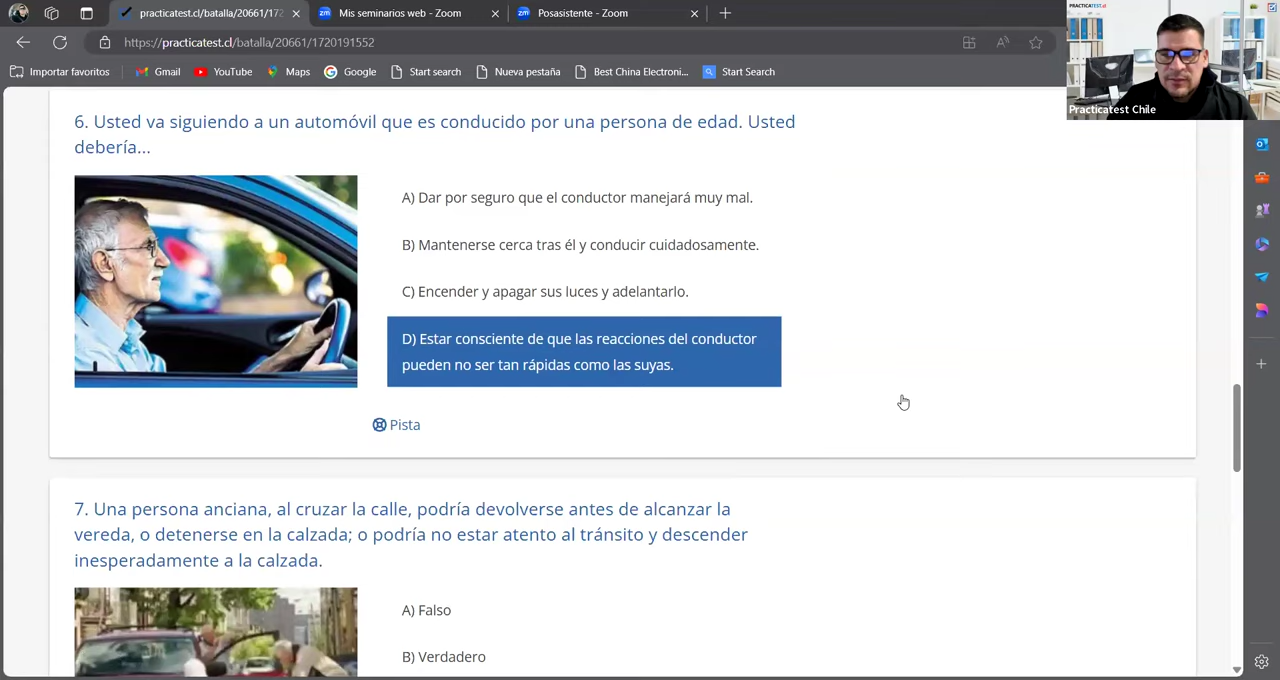 practicatest.cl/batalla/20661/172
Mis seminarios web - Zoom
Posasistente - Zoom
https://practicatest.cl/batalla/20661/1720191552
Importar favoritos
Gmail
YouTube
Maps
Google
Start search
Nueva pestaña
Best China Electroni...
Start Search
PRACTICATEST.cl
Practicatest Chile
6. Usted va siguiendo a un automóvil que es conducido por una persona de edad. Usted
debería...
A) Dar por seguro que el conductor manejará muy mal.
B) Mantenerse cerca tras él y conducir cuidadosamente.
C) Encender y apagar sus luces y adelantarlo.
D) Estar consciente de que las reacciones del conductor
pueden no ser tan rápidas como las suyas.
Pista
7. Una persona anciana, al cruzar la calle, podría devolverse antes de alcanzar la
vereda, o detenerse en la calzada; o podría no estar atento al tránsito y descender
inesperadamente a la calzada.
A) Falso
B) Verdadero